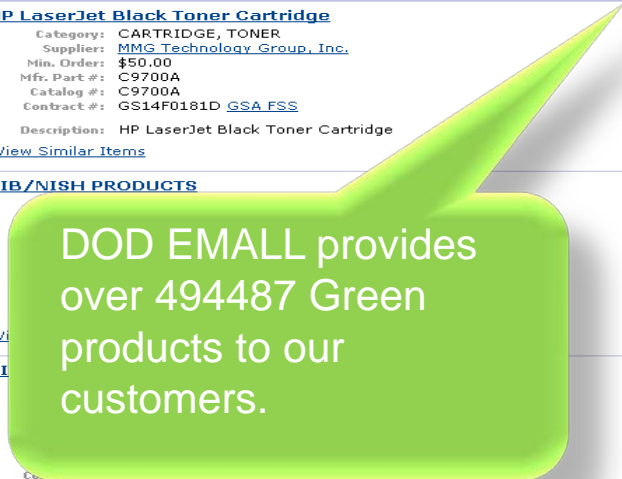 HP LaserJet Black Toner Cartridge
Category: CARTRIDGE, TONER
Supplier: MMG Technology Group, Inc.
Min. Order: $50.00
Mfr. Part #: C9700A
Catalog #: C9700A
Contract #: GS14F0181D GSA FSS
Description: HP LaserJet Black Toner Cartridge
View Similar Items
IB/NISH PRODUCTS
DOD EMALL provides
over 494487 Green
products to our
customers.